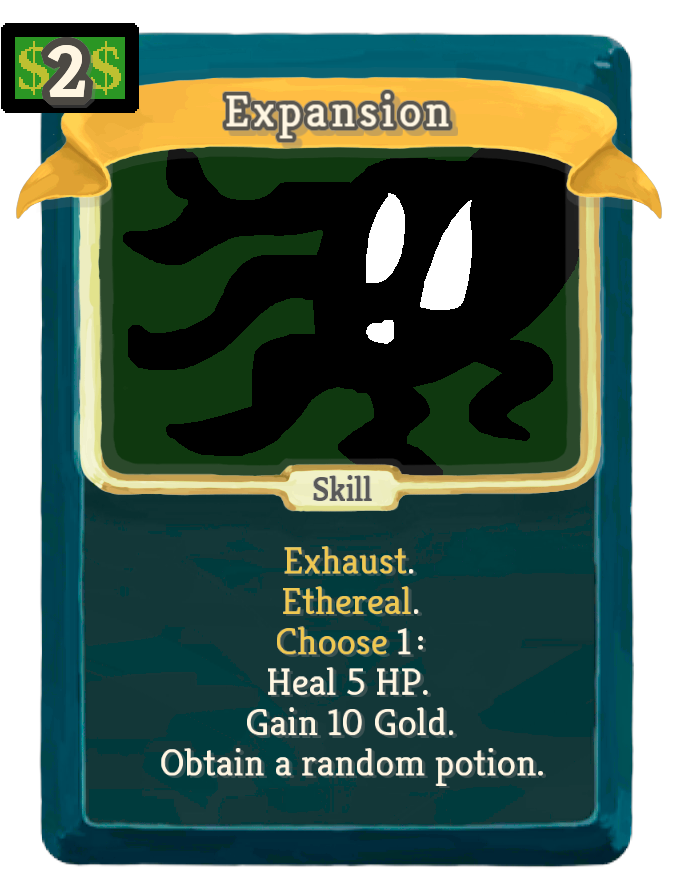 $2$
Expansion
Skill
Exhaust.
Ethereal.
Choose 1:
Heal 5 HP.
Gain 10 Gold.
Obtain a random potion.